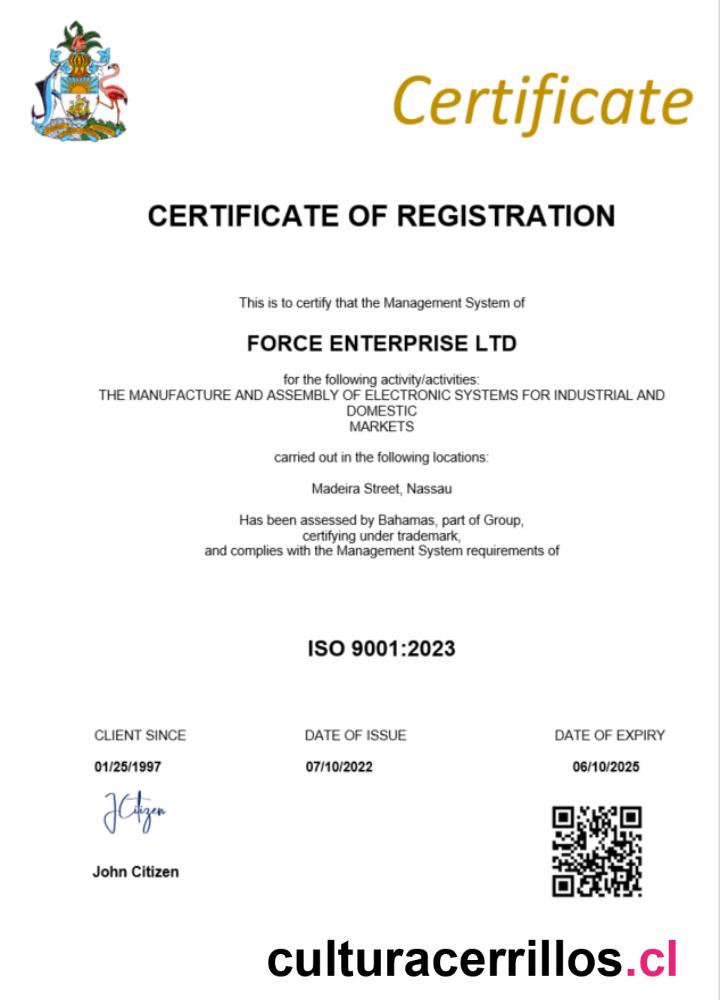 Certificate
CERTIFICATE OF REGISTRATION
This is to certify that the Management System of
FORCE ENTERPRISE LTD
for the following activity/activities:
THE MANUFACTURE AND ASSEMBLY OF ELECTRONIC SYSTEMS FOR INDUSTRIAL AND
DOMESTIC
MARKETS
carried out in the following locations:
Madeira Street, Nassau
Has been assessed by Bahamas, part of Group,
certifying under trademark,
and complies with the Management System requirements of
ISO 9001:2023
CLIENT SINCE DATE OF ISSUE DATE OF EXPIRY
01/25/1997 07/10/2022 06/10/2025
JCitizen
John Citizen
culturacerrillos.cl